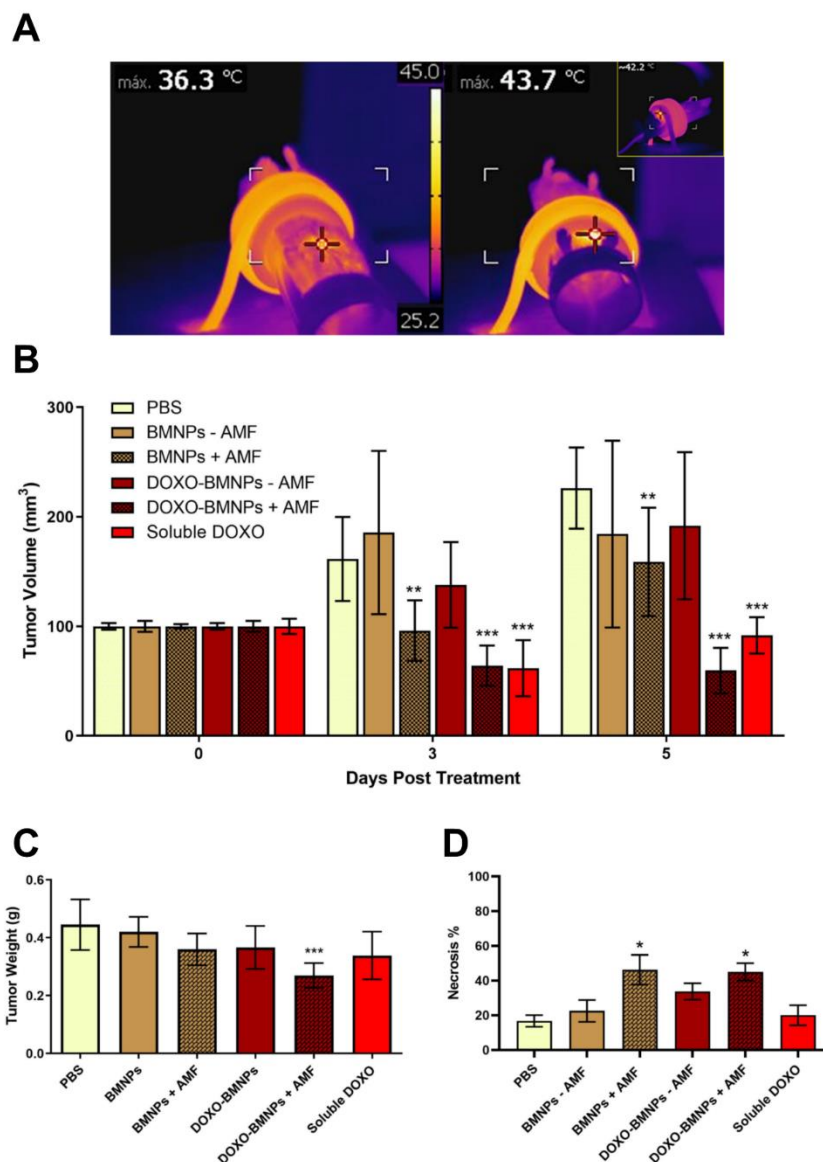 A
máx. 36.3 °C
45.0
25.2
máx. 43.7 °C
~42.2 °C
B
300
200
100
0
Tumor Volume (mm³)
PBS
BMNPs - AMF
BMNPs + AMF
DOXO-BMNPs - AMF
DOXO-BMNPs + AMF
Soluble DOXO
**
***
***
**
***
***
0
3
5
Days Post Treatment
C
0.6
0.4
0.2
0.0
Tumor Weight (g)
***
PBS
BMNPs
BMNPs + AMF
DOXO-BMNPs
DOXO-BMNPs + AMF
Soluble DOXO
D
100
80
60
40
20
0
Necrosis %
*
*
PBS
BMNPs - AMF
BMNPs + AMF
DOXO-BMNPs - AMF
DOXO-BMNPs + AMF
Soluble DOXO